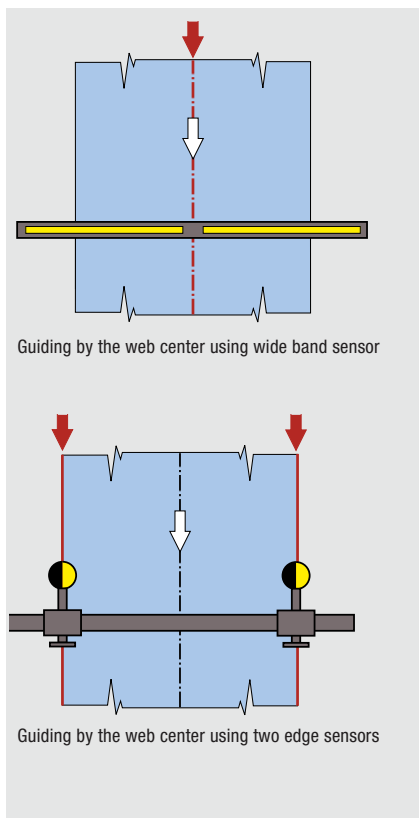 Guiding by the web center using wide band sensor
Guiding by the web center using two edge sensors